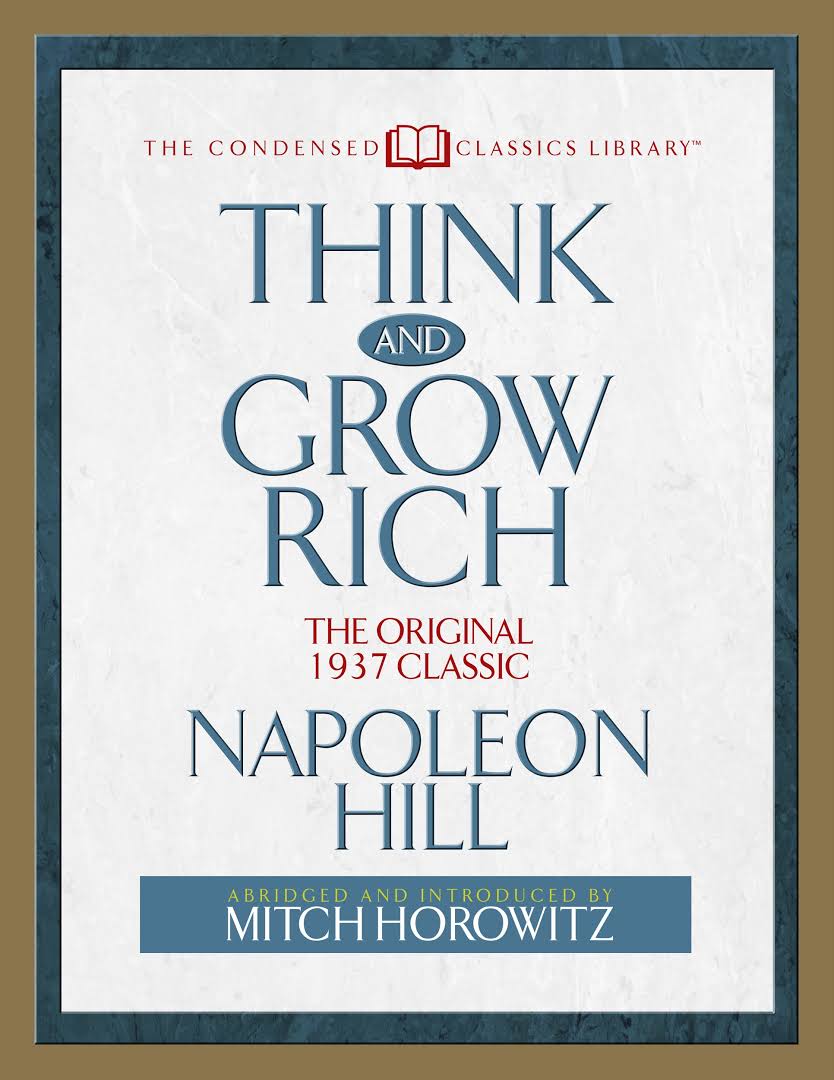 THE CONDENSED CLASSICS LIBRARY™
THINK
AND
GROW
RICH
THE ORIGINAL
1937 CLASSIC
NAPOLEON
HILL
ABRIDGED AND INTRODUCED BY
MITCH HOROWITZ